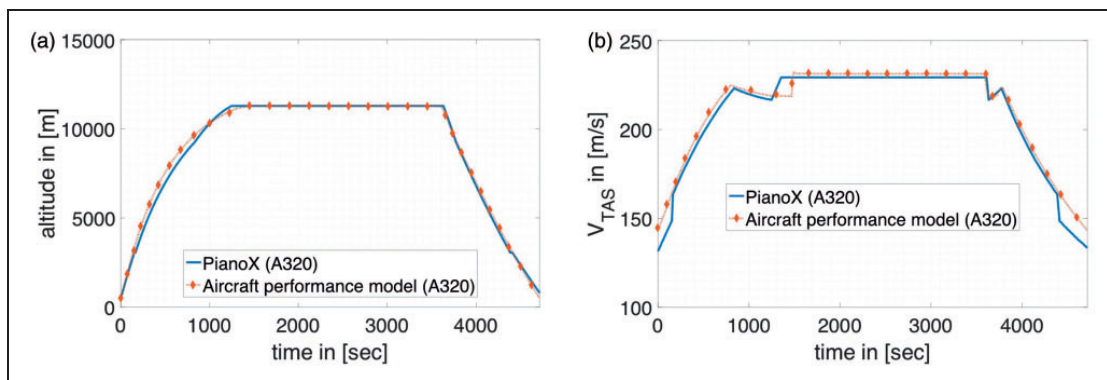 (a)
15000
10000
5000
0
altitude in [m]
PianoX (A320)
Aircraft performance model (A320)
0
1000
2000
3000
4000
time in [sec]
(b)
250
200
150
100
V_TAS in [m/s]
PianoX (A320)
Aircraft performance model (A320)
0
1000
2000
3000
4000
time in [sec]